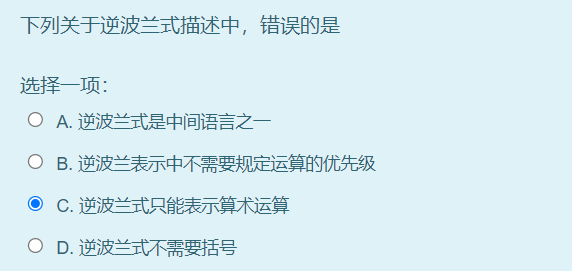 下列关于逆波兰式描述中，错误的是
选择一项：
A. 逆波兰式是中间语言之一
B. 逆波兰表示中不需要规定运算的优先级
C. 逆波兰式只能表示算术运算
D. 逆波兰式不需要括号